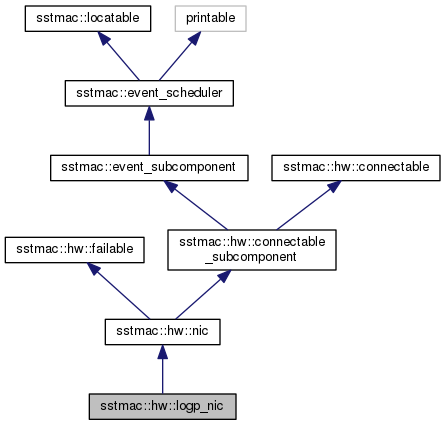 sstmac::locatable
printable
sstmac::event_scheduler
sstmac::event_subcomponent
sstmac::hw::connectable
sstmac::hw::failable
sstmac::hw::connectable
_subcomponent
sstmac::hw::nic
sstmac::hw::logp_nic